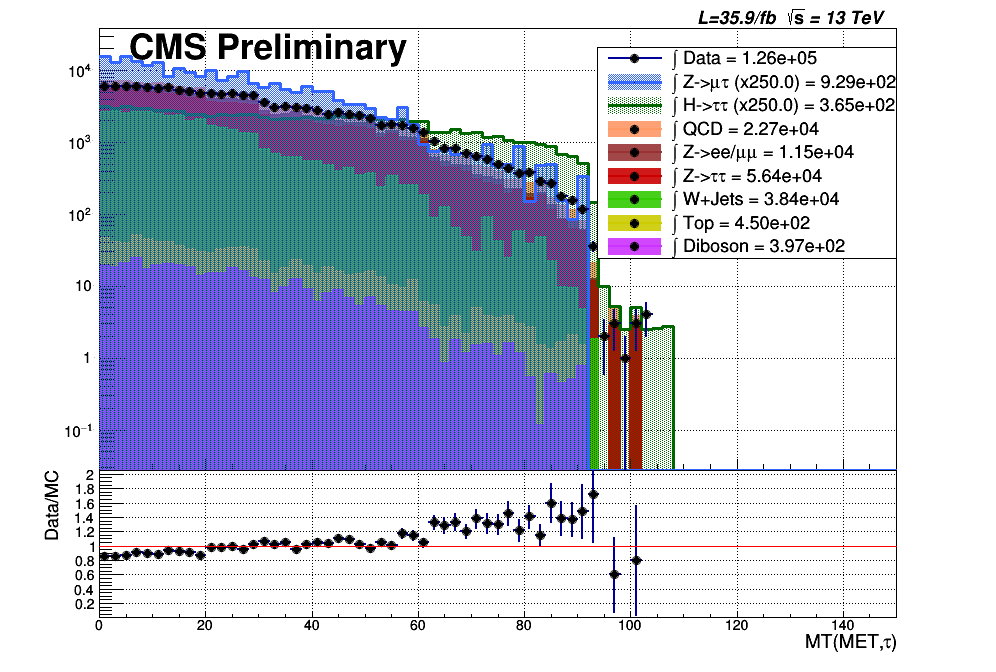 L=35.9/fb √s = 13 TeV
CMS Preliminary
∫ Data = 1.26e+05
∫ Z->μτ (x250.0) = 9.29e+02
∫ H->ττ (x250.0) = 3.65e+02
∫ QCD = 2.27e+04
∫ Z->ee/μμ = 1.15e+04
∫ Z->ττ = 5.64e+04
∫ W+Jets = 3.84e+04
∫ Top = 4.50e+02
∫ Diboson = 3.97e+02
10⁴
10³
10²
10
1
10⁻¹
Data/MC
2
1.8
1.6
1.4
1.2
1
0.8
0.6
0.4
0.2
0 20 40 60 80 100 120 140
MT(MET,τ)